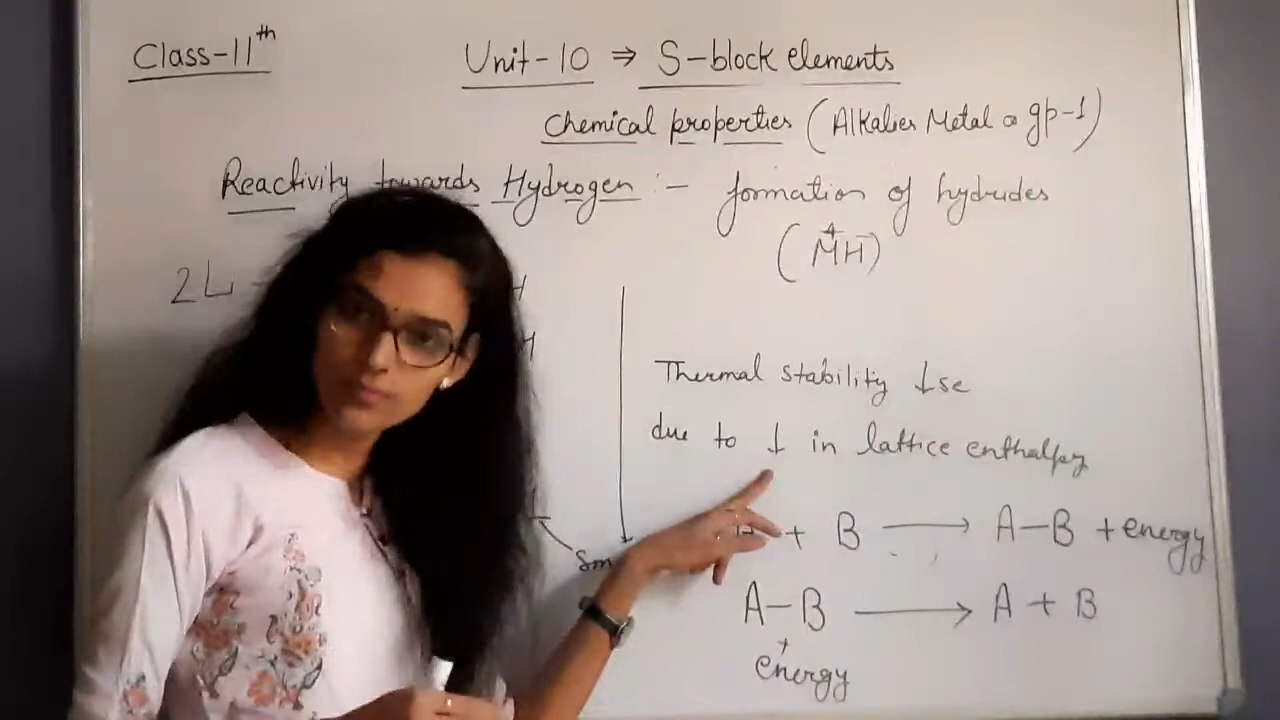 Class-11th
Unit-10 ⇒ S-block elements
Chemical properties (Alkalies Metal or gp-1)
Reactivity towards Hydrogen :- formation of hydrides
(M⁺H⁻)
2L
H
H
Thermal stability ↓se
due to ↓ in lattice enthalpy
+ B ⟶ A-B + energy
A-B ⟶ A + B
+
energy